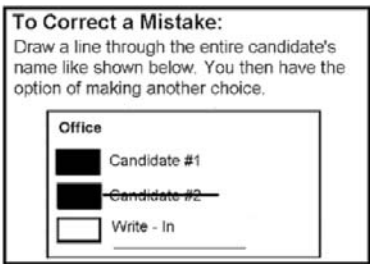 To Correct a Mistake:
Draw a line through the entire candidate's
name like shown below. You then have the
option of making another choice.
Office
Candidate #1
Candidate #2
Write - In